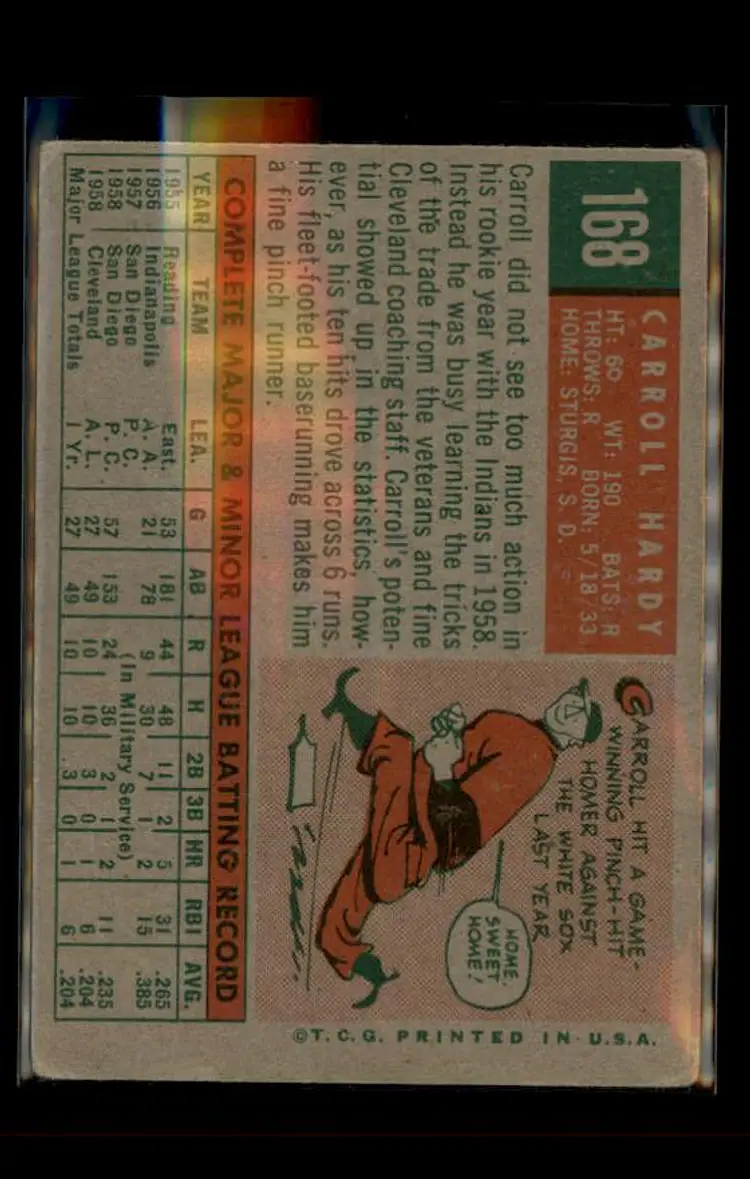 168
CARROLL HARDY
HT: 60 WT: 190 BATS: R
THROWS: R BORN: 5/18/33
HOME: STURGIS, S. D.
Carroll did not see too much action in
his rookie year with the Indians in 1958.
Instead he was busy learning the tricks
of the trade from the veterans and fine
Cleveland coaching staff. Carroll's poten-
tial showed up in the statistics, how-
ever, as his ten hits drove across 6 runs.
His fleet-footed baserunning makes him
a fine pinch runner.
CARROLL HIT A GAME-
WINNING PINCH-HIT
HOMER AGAINST
THE WHITE SOX
LAST YEAR
HOME
SWEET
HOME!
COMPLETE MAJOR & MINOR LEAGUE BATTING RECORD
YEAR TEAM LEA. G AB R H 2B 3B HR RBI AVG.
1955 Reading East. 53 181 44 48 11 2 5 31 .265
1956 Indianapolis A. A. 21 78 9 30 7 1 2 15 .385
1957 San Diego P. C. (In Military Service)
1958 San Diego P. C. 57 153 24 36 2 1 2 11 .235
1958 Cleveland A. L. 27 49 10 10 3 0 1 6 .204
Major League Totals 1 Yr. 27 49 10 10 3 0 1 6 .204
©T. C. G. PRINTED IN U.S.A.